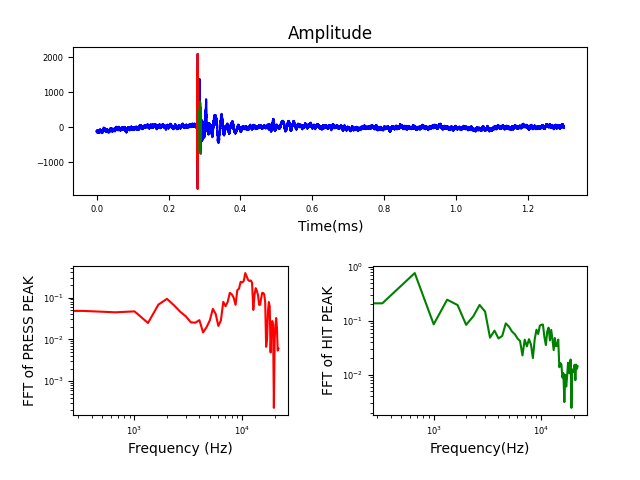 Amplitude
2000
1000
0
−1000
0.0 0.2 0.4 0.6 0.8 1.0 1.2
Time(ms)
FFT of PRESS PEAK
10⁻¹
10⁻²
10⁻³
10³ 10⁴
Frequency (Hz)
FFT of HIT PEAK
10⁰
10⁻¹
10⁻²
10³ 10⁴
Frequency(Hz)